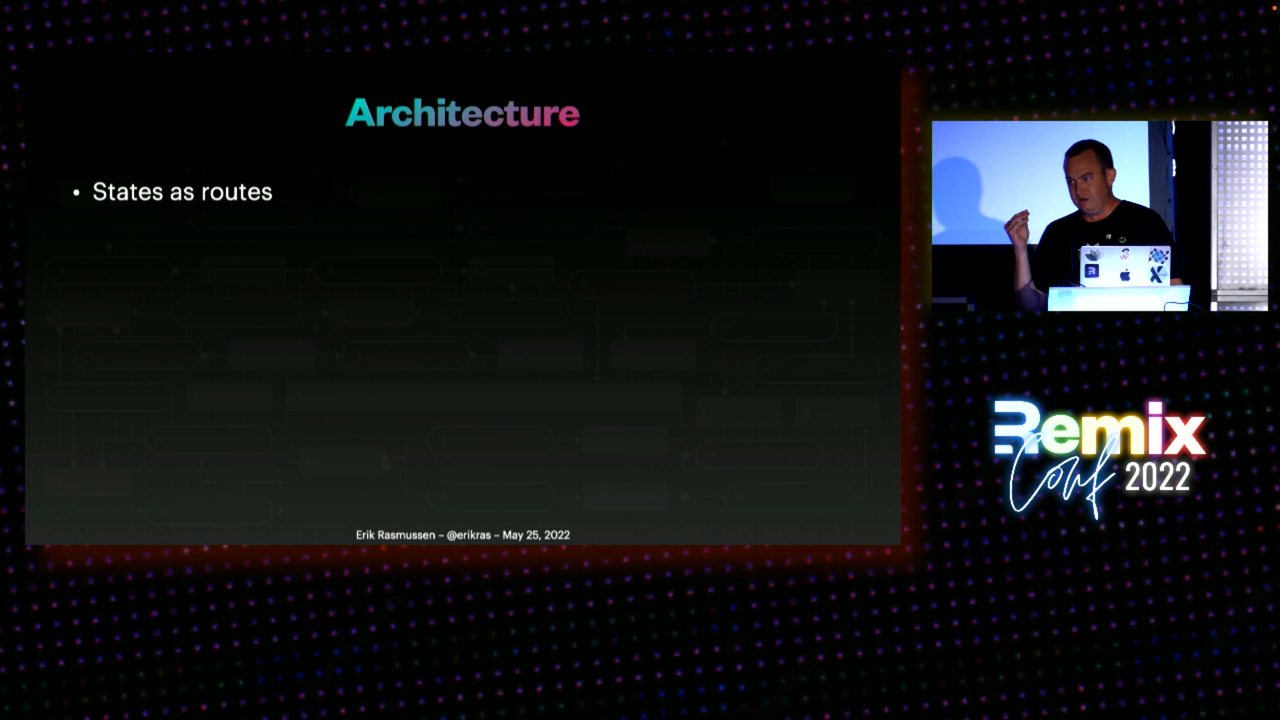 Architecture
• States as routes
Erik Rasmussen – @erikras – May 25, 2022
Remix
Conf 2022